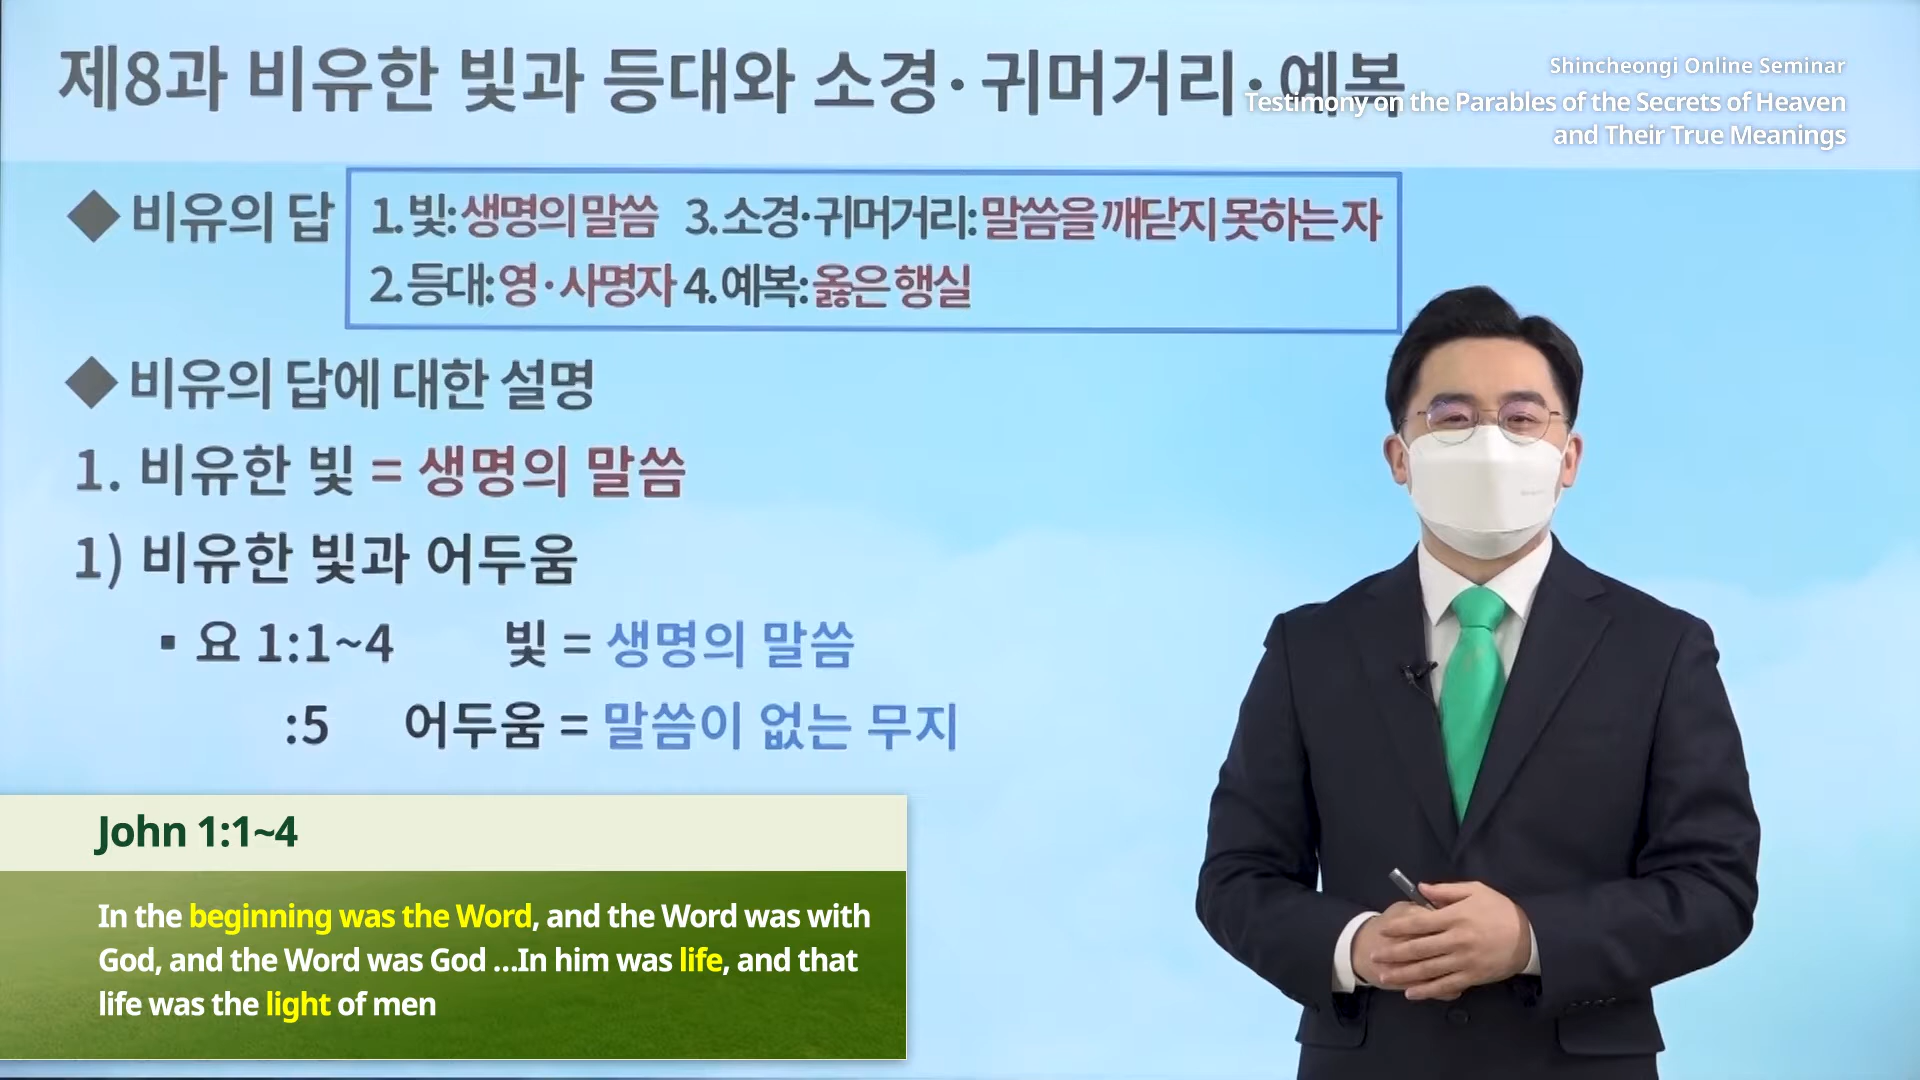 제8과 비유한 빛과 등대와 소경·귀머거리·예복
Shincheongi Online Seminar
Testimony on the Parables of the Secrets of Heaven
and Their True Meanings
◆ 비유의 답
1. 빛: 생명의 말씀 3. 소경·귀머거리: 말씀을 깨닫지 못하는 자
2. 등대: 영·사명자 4. 예복: 옳은 행실
◆ 비유의 답에 대한 설명
1. 비유한 빛 = 생명의 말씀
1) 비유한 빛과 어두움
▪ 요 1:1~4 빛 = 생명의 말씀
:5 어두움 = 말씀이 없는 무지
John 1:1~4
In the beginning was the Word, and the Word was with
God, and the Word was God ...In him was life, and that
life was the light of men